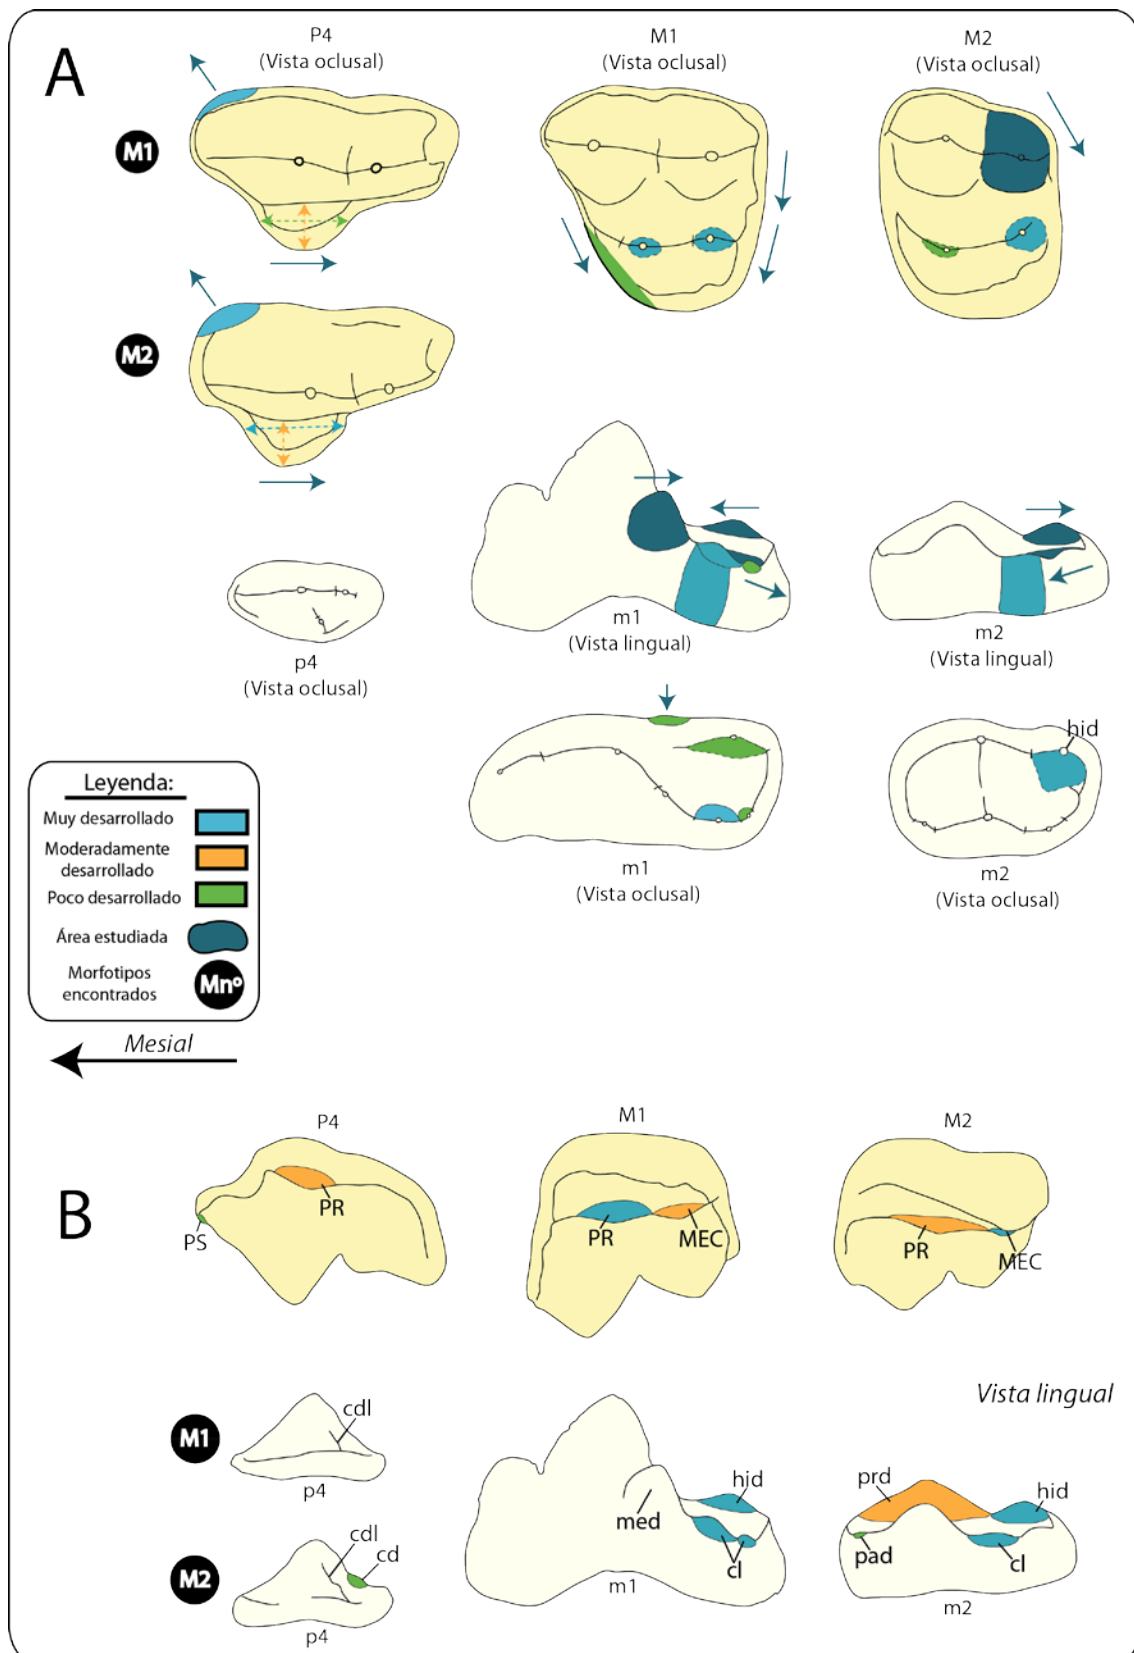 A
P4
(Vista oclusal)
M1
(Vista oclusal)
M2
(Vista oclusal)
M1
M2
p4
(Vista oclusal)
m1
(Vista lingual)
m2
(Vista lingual)
hid
m1
(Vista oclusal)
m2
(Vista oclusal)
Leyenda:
Muy desarrollado
Moderadamente
desarrollado
Poco desarrollado
Área estudiada
Morfotipos
encontrados
Mnº
Mesial
B
P4
PR
PS
M1
PR
MEC
M2
PR
MEC
Vista lingual
M1
cdl
p4
M2
cdl
cd
p4
med
hid
cl
m1
prd
hid
pad
cl
m2